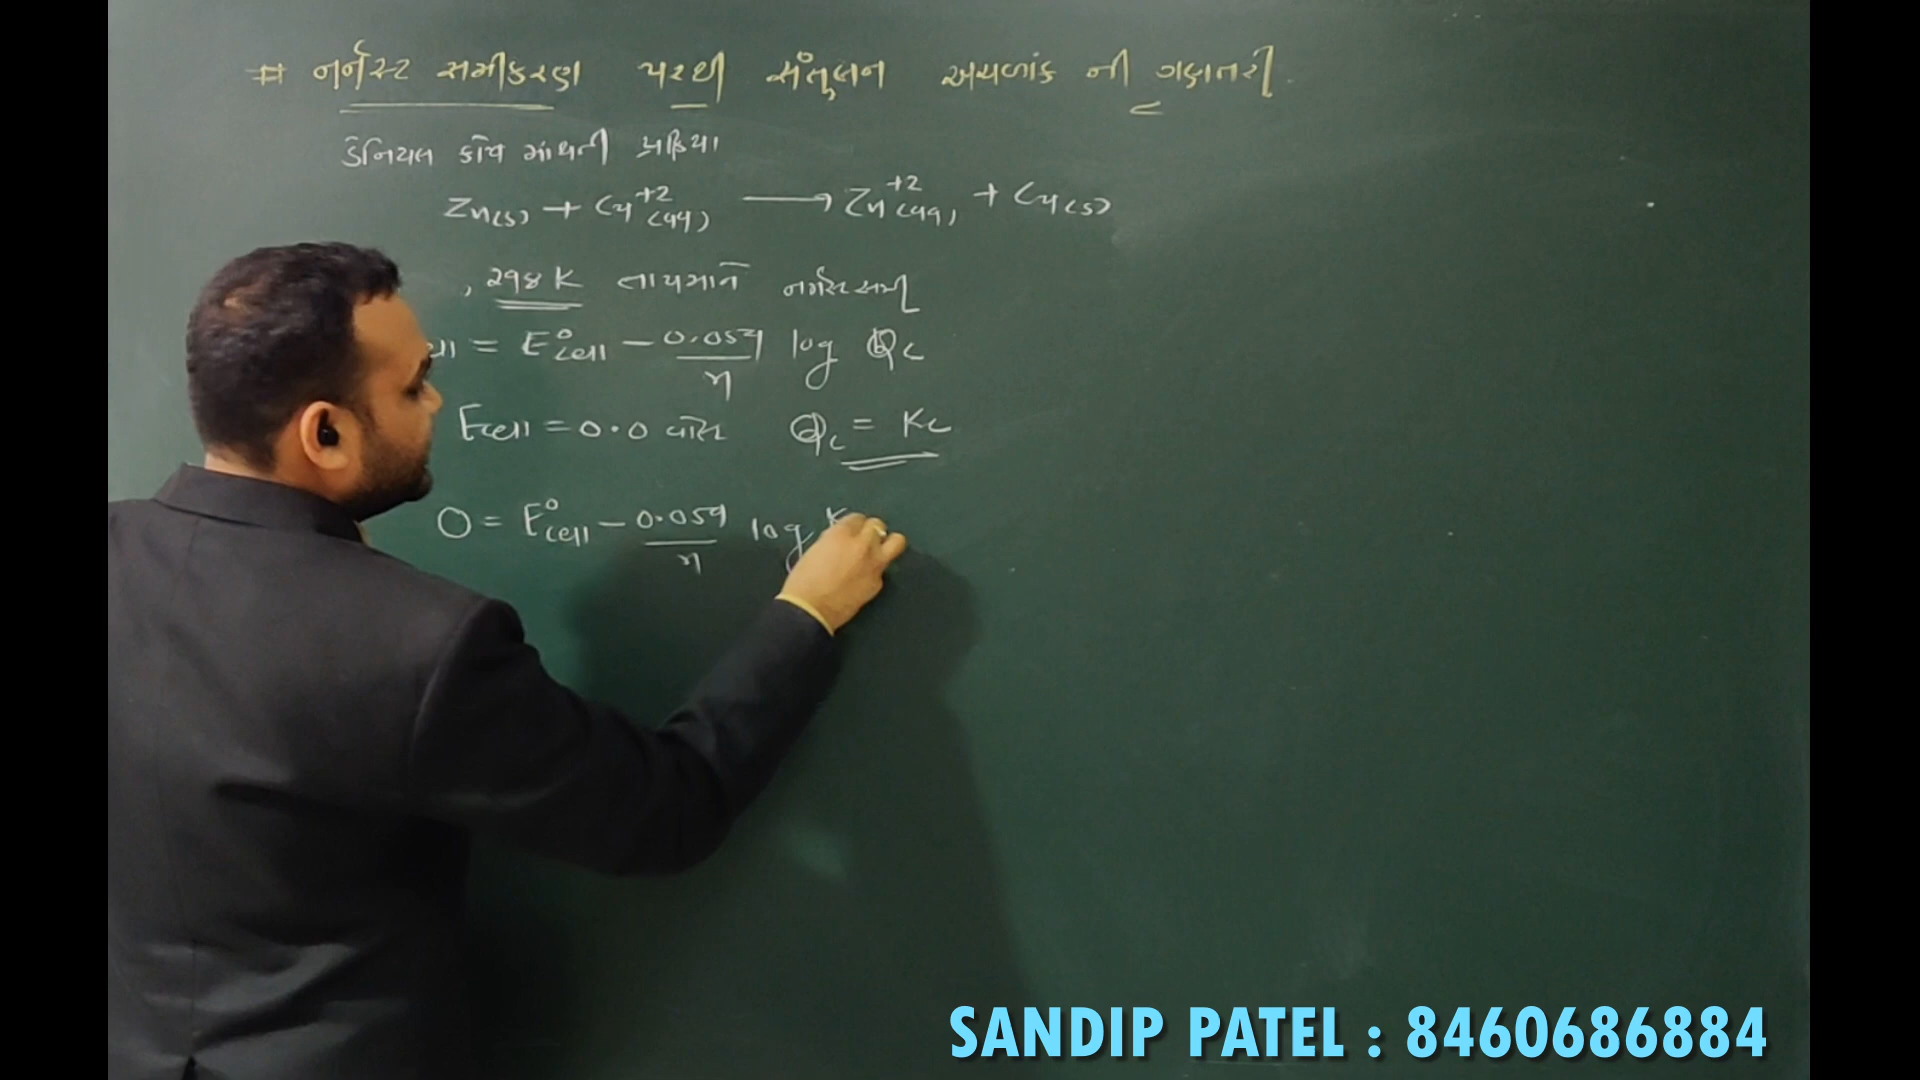 # નર્નસ્ટ સમીકરણ પરથી સંતુલન અચળાંક ની ગણતરી
ડેનિયલ કોષ માંથતી પ્રક્રિયા
Zn(s) + Cu+2(aq) ⟶ Zn+2(aq) + Cu(s)
, 298 K તાપમાને નર્નસ્ટ સમી
ell = E°cell − 0.059/n log Qc
Ecell = 0.0 વોલ્ટ Qc = Kc
0 = E°cell − 0.059/n log K
SANDIP PATEL : 8460686884